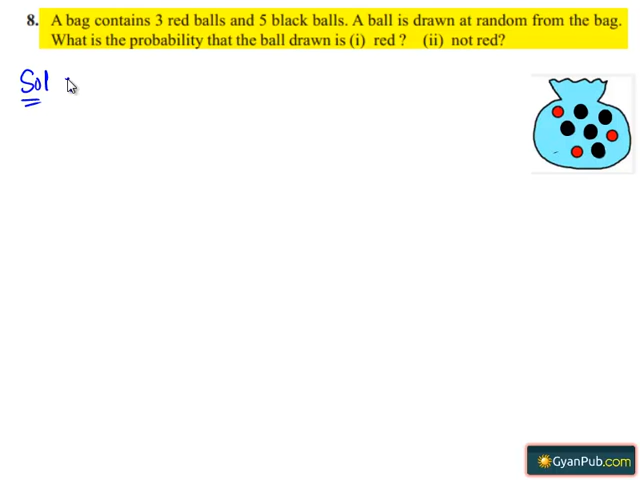 8. A bag contains 3 red balls and 5 black balls. A ball is drawn at random from the bag.
What is the probability that the ball drawn is (i) red ? (ii) not red?
Sol
GyanPub.com